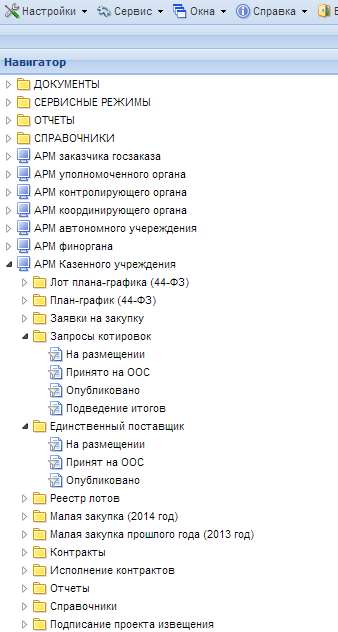 Настройки Сервис Окна Справка
Навигатор
ДОКУМЕНТЫ
СЕРВИСНЫЕ РЕЖИМЫ
ОТЧЕТЫ
СПРАВОЧНИКИ
АРМ заказчика госзаказа
АРМ уполномоченного органа
АРМ контролирующего органа
АРМ координирующего органа
АРМ автономного учереждения
АРМ финоргана
АРМ Казенного учреждения
Лот плана-графика (44-ФЗ)
План-график (44-ФЗ)
Заявки на закупку
Запросы котировок
На размещении
Принято на ООС
Опубликовано
Подведение итогов
Единственный поставщик
На размещении
Принят на ООС
Опубликовано
Реестр лотов
Малая закупка (2014 год)
Малая закупка прошлого года (2013 год)
Контракты
Исполнение контрактов
Отчеты
Справочники
Подписание проекта извещения